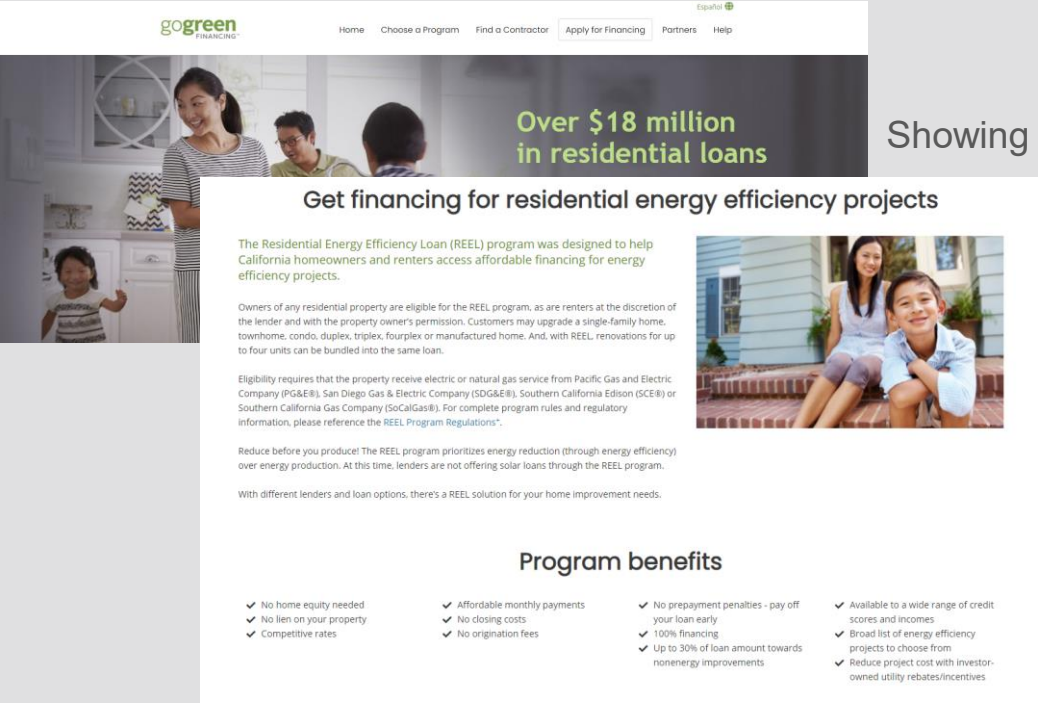 Español
gogreen
FINANCING™
Home Choose a Program Find a Contractor Apply for Financing Partners Help
Over $18 million
in residential loans
Showing
Get financing for residential energy efficiency projects
The Residential Energy Efficiency Loan (REEL) program was designed to help
California homeowners and renters access affordable financing for energy
efficiency projects.
Owners of any residential property are eligible for the REEL program, as are renters at the discretion of
the lender and with the property owner's permission. Customers may upgrade a single-family home,
townhome, condo, duplex, triplex, fourplex or manufactured home. And, with REEL, renovations for up
to four units can be bundled into the same loan.
Eligibility requires that the property receive electric or natural gas service from Pacific Gas and Electric
Company (PG&E®), San Diego Gas & Electric Company (SDG&E®), Southern California Edison (SCE®) or
Southern California Gas Company (SoCalGas®). For complete program rules and regulatory
information, please reference the REEL Program Regulations*.
Reduce before you produce! The REEL program prioritizes energy reduction (through energy efficiency)
over energy production. At this time, lenders are not offering solar loans through the REEL program.
With different lenders and loan options, there's a REEL solution for your home improvement needs.
Program benefits
✔ No home equity needed
✔ No lien on your property
✔ Competitive rates
✔ Affordable monthly payments
✔ No closing costs
✔ No origination fees
✔ No prepayment penalties - pay off
your loan early
✔ 100% financing
✔ Up to 30% of loan amount towards
nonenergy improvements
✔ Available to a wide range of credit
scores and incomes
✔ Broad list of energy efficiency
projects to choose from
✔ Reduce project cost with investor-
owned utility rebates/incentives